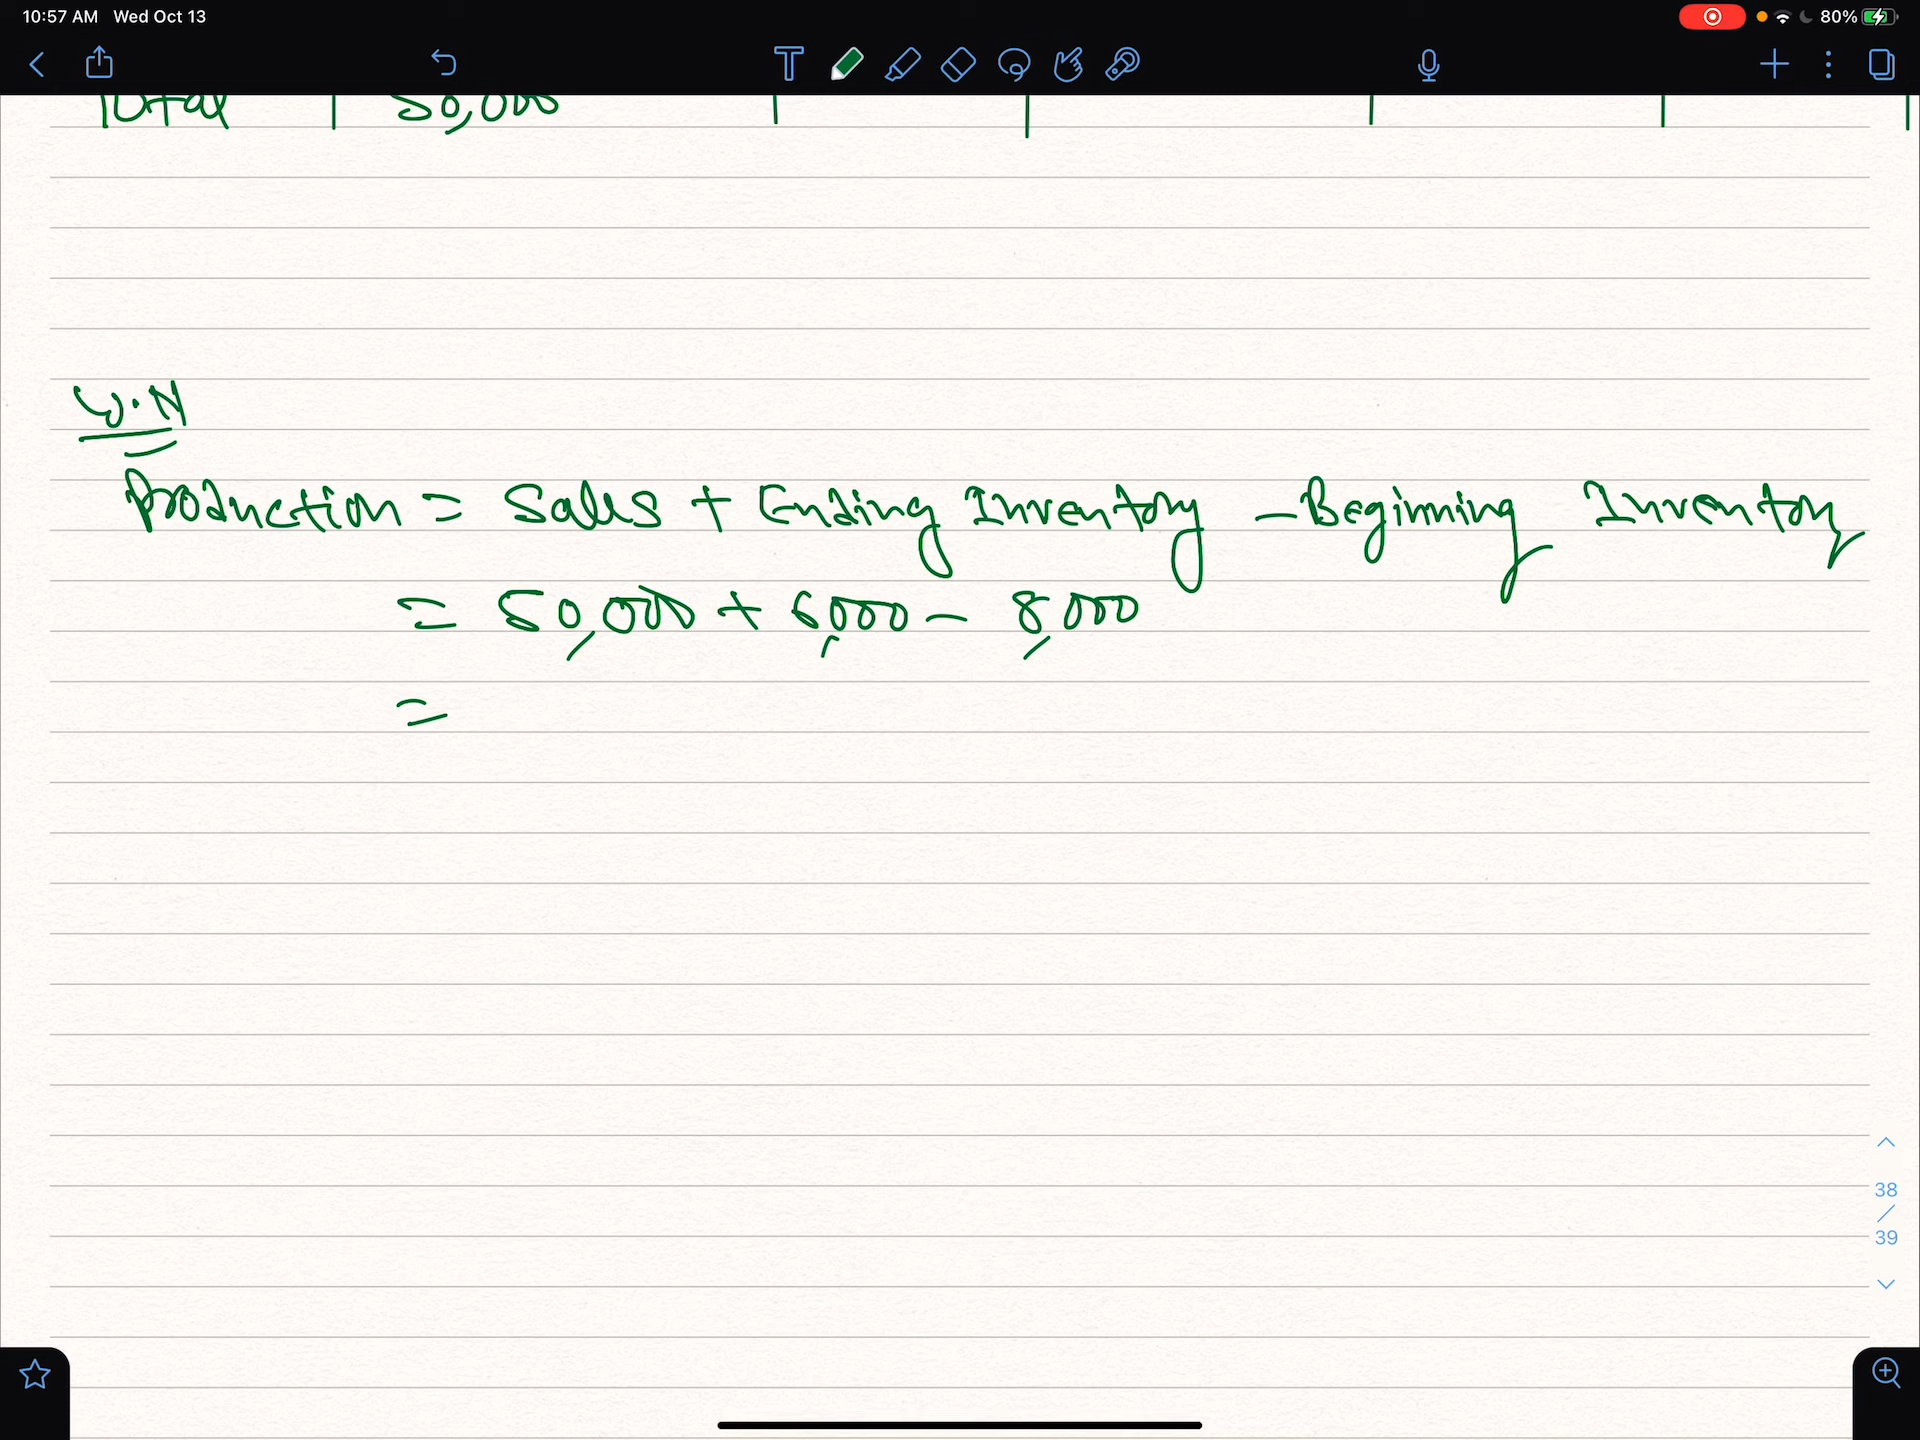 10:57 AM Wed Oct 13 80%
Total 50,000
W.N
Production = Sales + Ending Inventory - Beginning Inventory
= 50,000 + 6,000 - 8,000
=
38
/
39